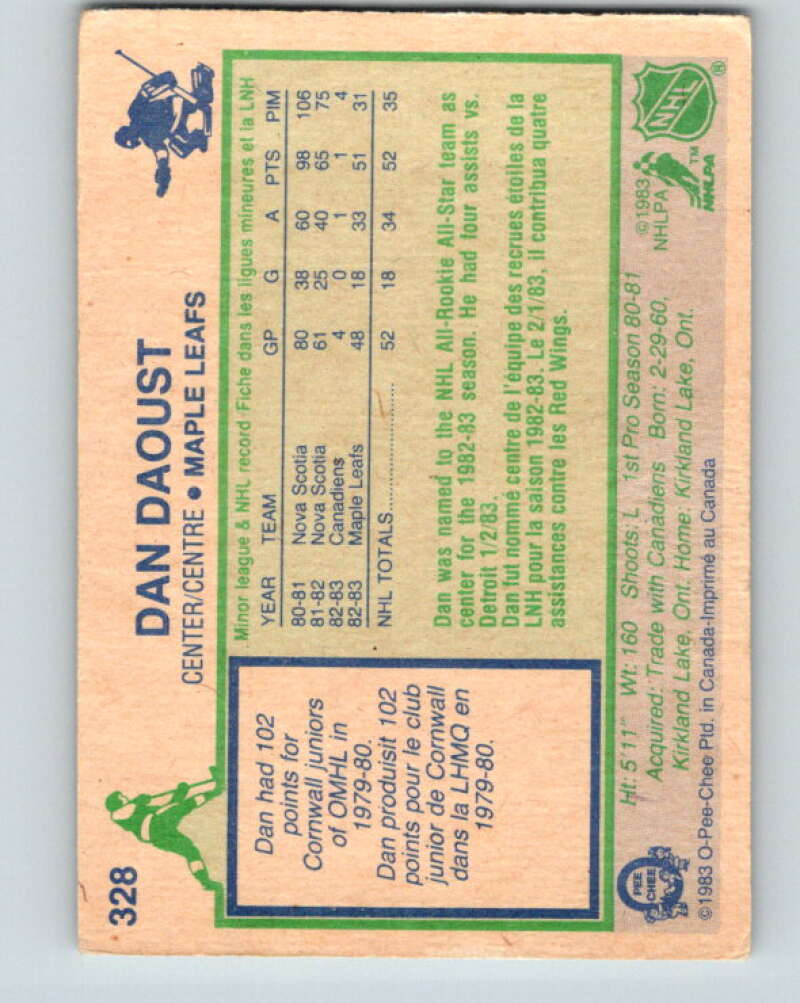 328
DAN DAOUST
CENTER/CENTRE • MAPLE LEAFS
Dan had 102
points for
Cornwall juniors
of OMHL in
1979-80.
Dan produisit 102
points pour le club
junior de Cornwall
dans la LHMQ en
1979-80.
Minor league & NHL record/Fiche dans les ligues mineures et la LNH
YEAR TEAM GP G A PTS PIM
80-81 Nova Scotia 80 38 60 98 106
81-82 Nova Scotia 61 25 40 65 75
82-83 Canadiens 4 0 1 1 4
82-83 Maple Leafs 48 18 33 51 31
NHL TOTALS 52 18 34 52 35
Dan was named to the NHL All-Rookie All-Star team as
center for the 1982-83 season. He had four assists vs.
Detroit 1/2/83.
Dan fut nommé centre de l'équipe des recrues étoiles de la
LNH pour la saison 1982-83. Le 2/1/83, il contribua quatre
assistances contre les Red Wings.
Ht: 5'11" Wt: 160 Shoots: L 1st Pro Season 80-81
Acquired: Trade with Canadiens Born: 2-29-60,
Kirkland Lake, Ont. Home: Kirkland Lake, Ont.
©1983 O-Pee-Chee Ptd. in Canada-Imprimé au Canada
O
PEE
CHEE
©1983
NHLPA
NHL®
NHLPA™